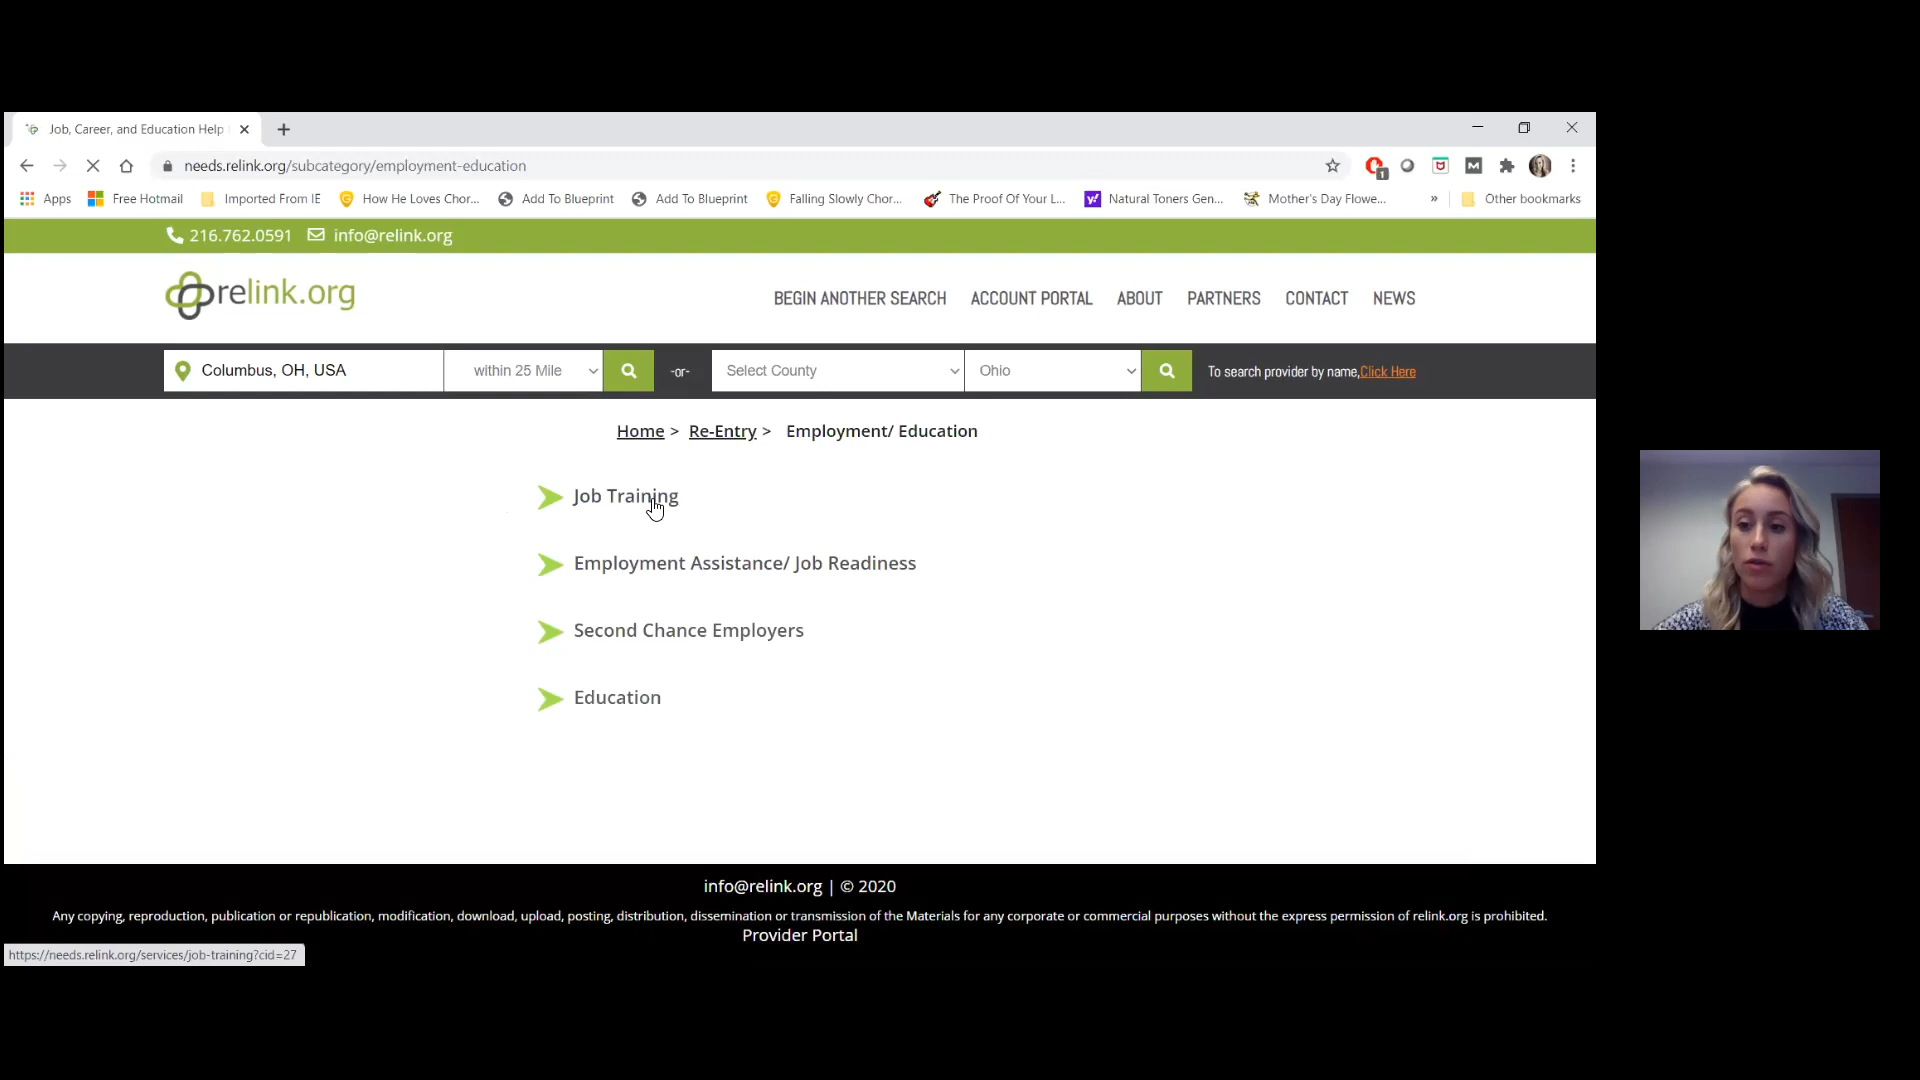 Job, Career, and Education Help
needs.relink.org/subcategory/employment-education
1
Apps Free Hotmail Imported From IE How He Loves Chor... Add To Blueprint Add To Blueprint Falling Slowly Chor... The Proof Of Your L... Natural Toners Gen... Mother's Day Flowe... » Other bookmarks
216.762.0591 info@relink.org
relink.org
BEGIN ANOTHER SEARCH ACCOUNT PORTAL ABOUT PARTNERS CONTACT NEWS
Columbus, OH, USA within 25 Mile -or- Select County Ohio To search provider by name,Click Here
Home > Re-Entry > Employment/ Education
Job Training
Employment Assistance/ Job Readiness
Second Chance Employers
Education
info@relink.org | © 2020
Any copying, reproduction, publication or republication, modification, download, upload, posting, distribution, dissemination or transmission of the Materials for any corporate or commercial purposes without the express permission of relink.org is prohibited.
Provider Portal
https://needs.relink.org/services/job-training?cid=27